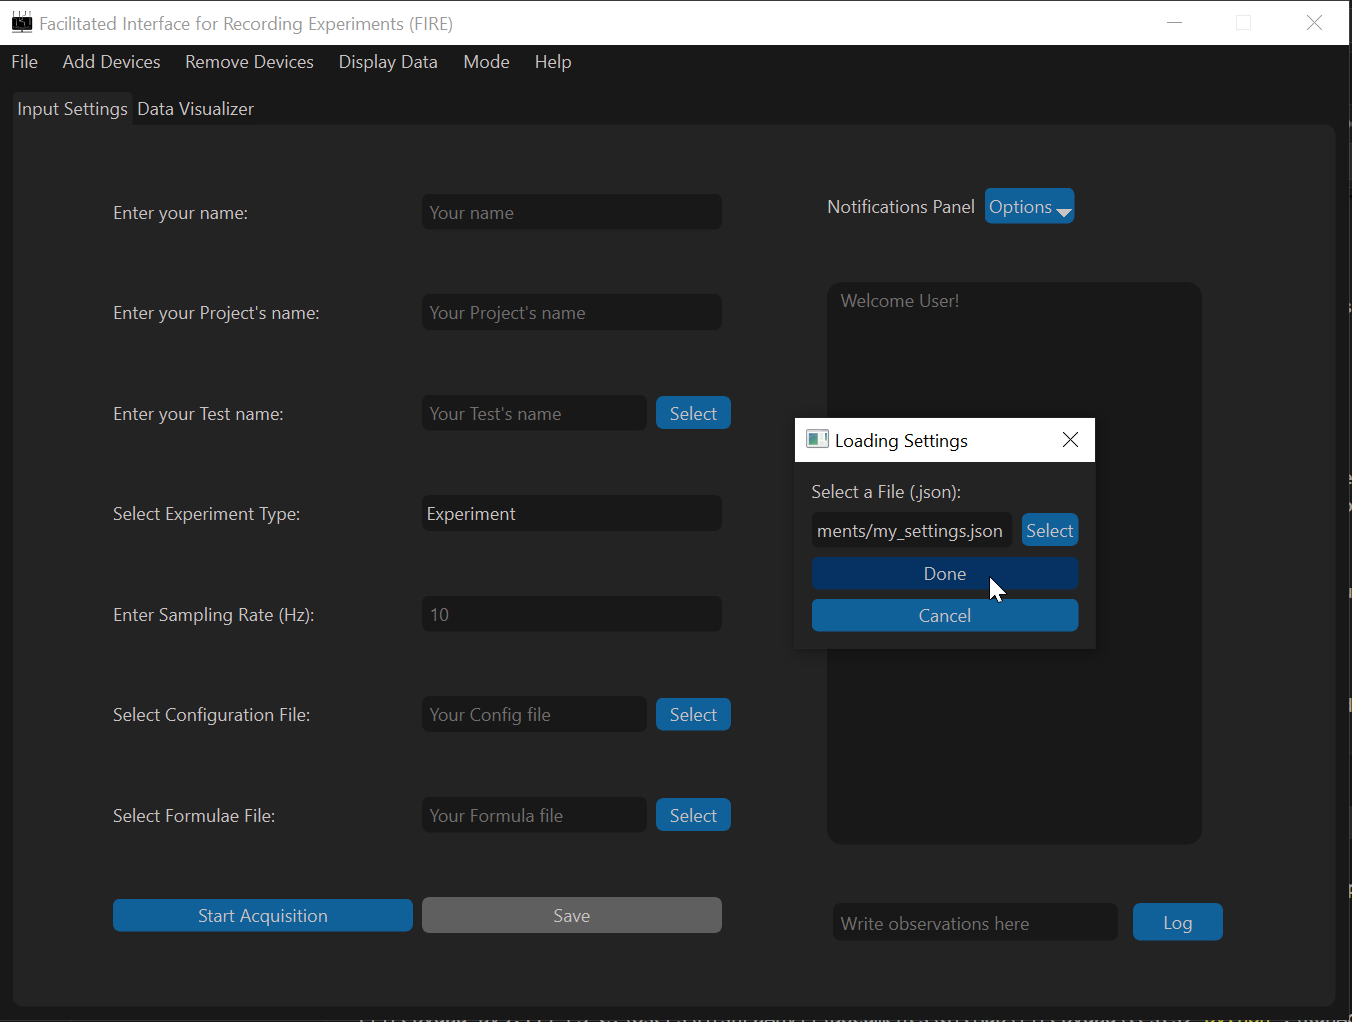 Facilitated Interface for Recording Experiments (FIRE)
File Add Devices Remove Devices Display Data Mode Help
Input Settings Data Visualizer
Enter your name: Your name
Notifications Panel Options
Enter your Project's name: Your Project's name
Welcome User!
Enter your Test name: Your Test's name Select
Select Experiment Type: Experiment
Enter Sampling Rate (Hz): 10
Select Configuration File: Your Config file Select
Select Formulae File: Your Formula file Select
Start Acquisition Save
Loading Settings
Select a File (.json):
ments/my_settings.json Select
Done
Cancel
Write observations here Log